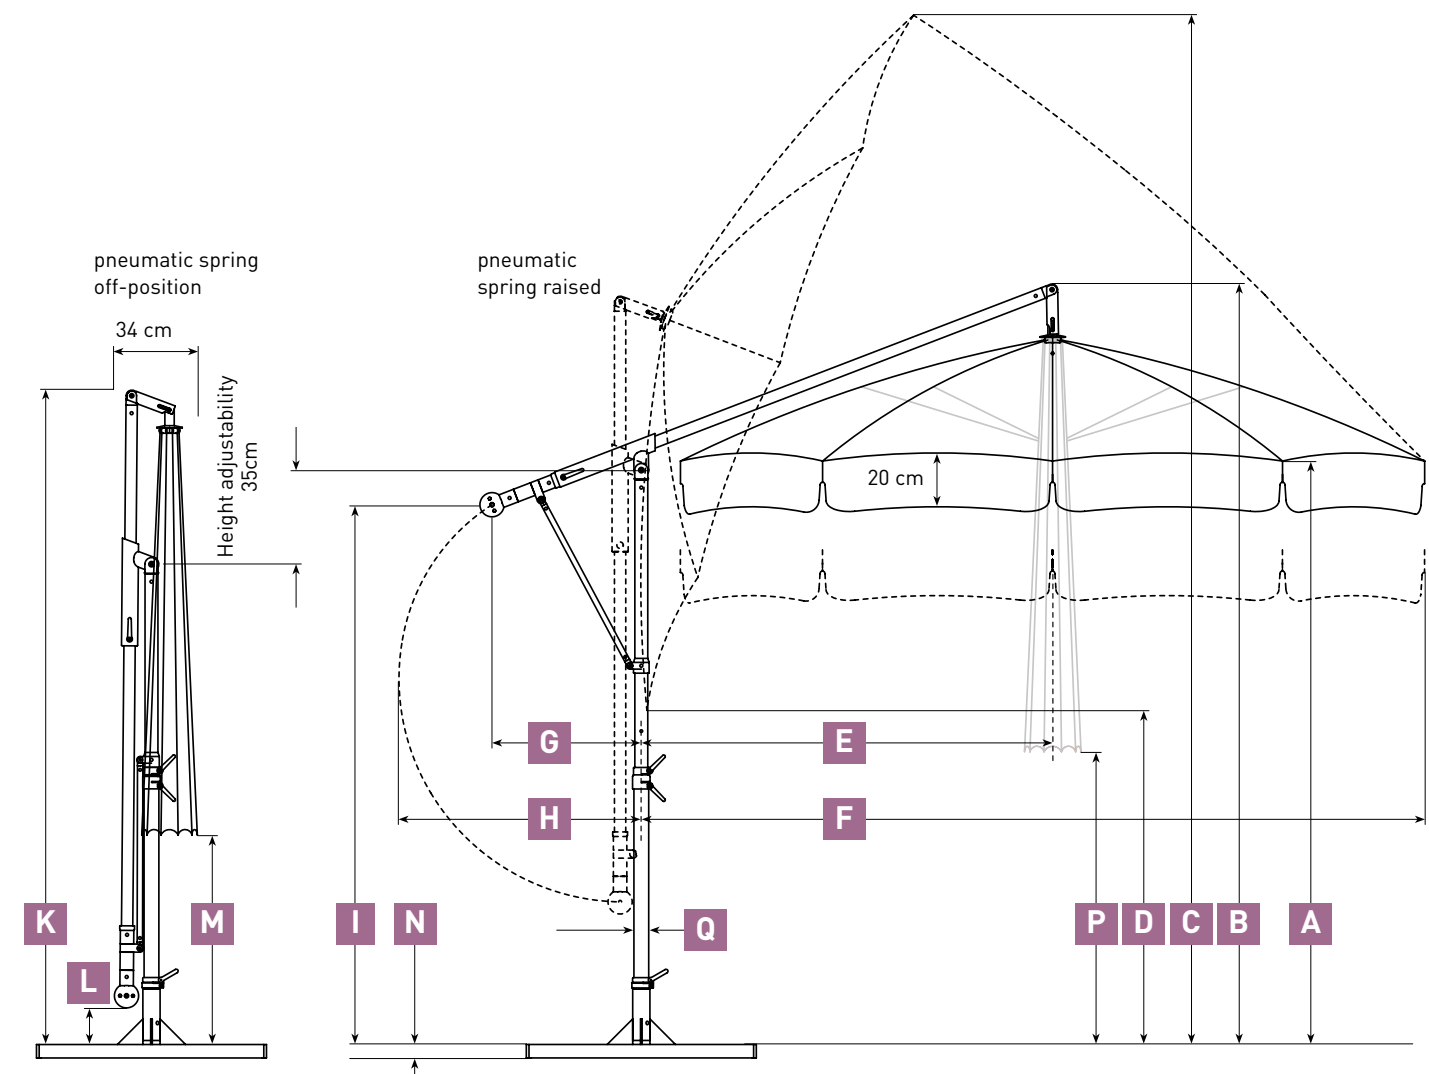 pneumatic spring
off-position
34 cm
Height adjustability
35cm
pneumatic
spring raised
20 cm
G
E
H
F
K
M
L
I
N
Q
P
D
C
B
A